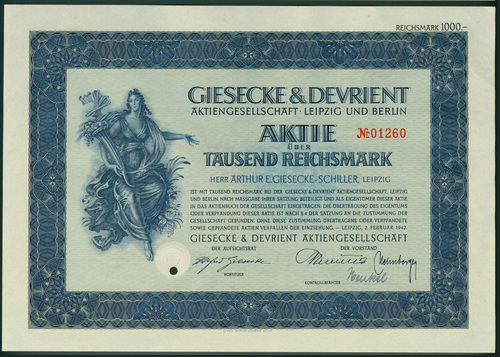 REICHSMARK 1000.–
GIESECKE & DEVRIENT
AKTIENGESELLSCHAFT · LEIPZIG UND BERLIN
AKTIE
№ 01260
ÜBER
TAUSEND REICHSMARK
HERR ARTHUR E. GIESECKE-SCHILLER, LEIPZIG
IST MIT TAUSEND REICHSMARK BEI DER GIESECKE & DEVRIENT AKTIENGESELLSCHAFT, LEIPZIG
UND BERLIN, NACH MASSGABE IHRER SATZUNG BETEILIGT UND ALS EIGENTÜMER DIESER AKTIE
IN DAS AKTIENBUCH DER GESELLSCHAFT EINGETRAGEN. DIE ÜBERTRAGUNG DES EIGENTUMS
ODER VERPFÄNDUNG DIESER AKTIE IST NACH § 4 DER SATZUNG AN DIE ZUSTIMMUNG DER
GESELLSCHAFT GEBUNDEN. OHNE DIESE ZUSTIMMUNG ÜBERTRAGENE ODER VERPFÄNDETE
SOWIE GEPFÄNDETE AKTIEN VERFALLEN DER EINZIEHUNG. — LEIPZIG, 2. FEBRUAR 1942.
GIESECKE & DEVRIENT AKTIENGESELLSCHAFT
DER AUFSICHTSRAT
DER VORSTAND
VORSITZER
KONTROLLBEAMTER